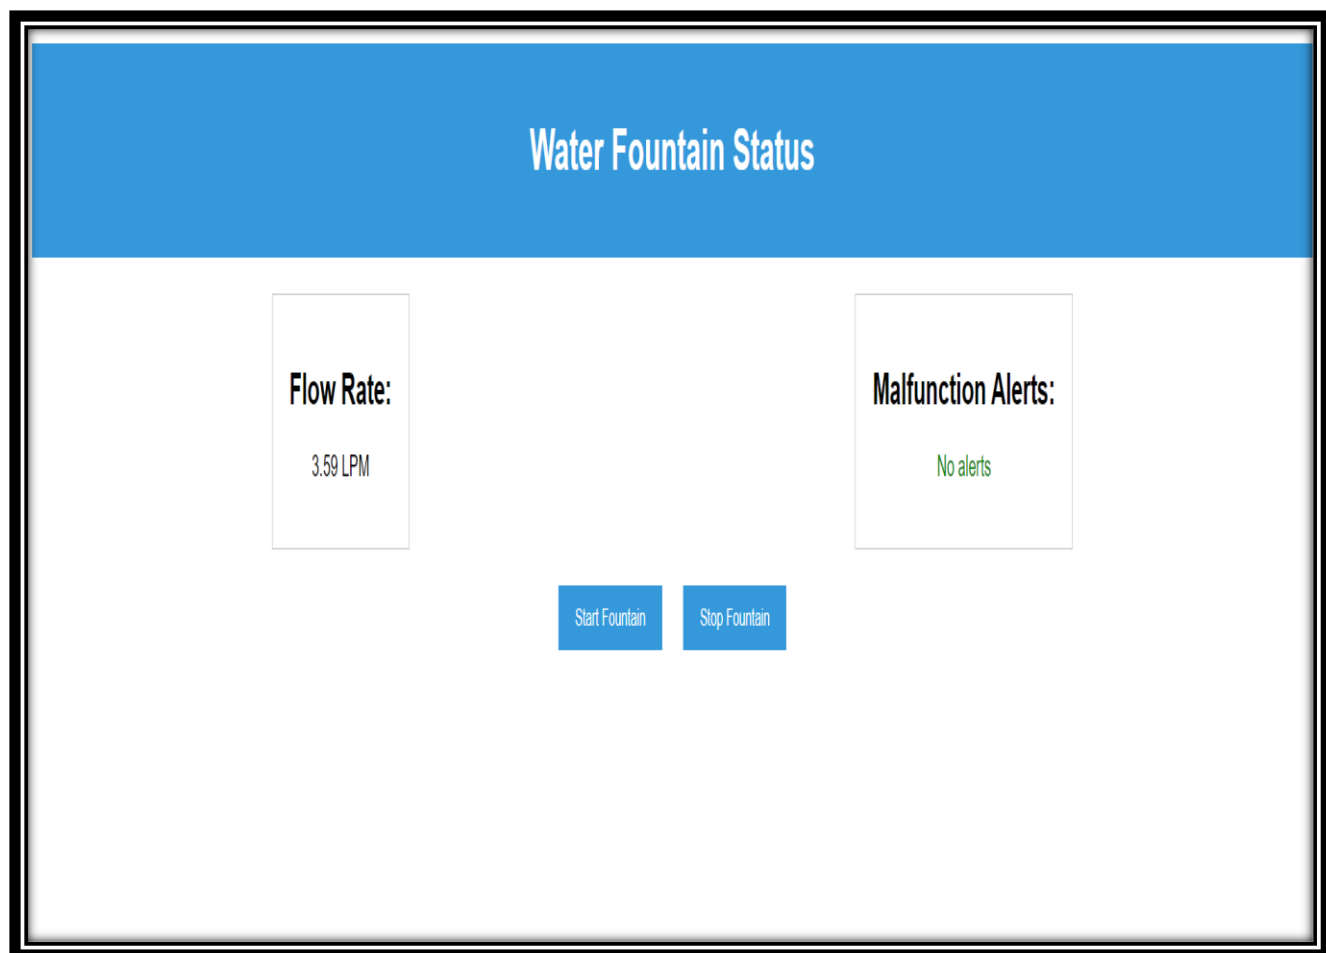 Water Fountain Status
Flow Rate:
3.59 LPM
Malfunction Alerts:
No alerts
Start Fountain
Stop Fountain